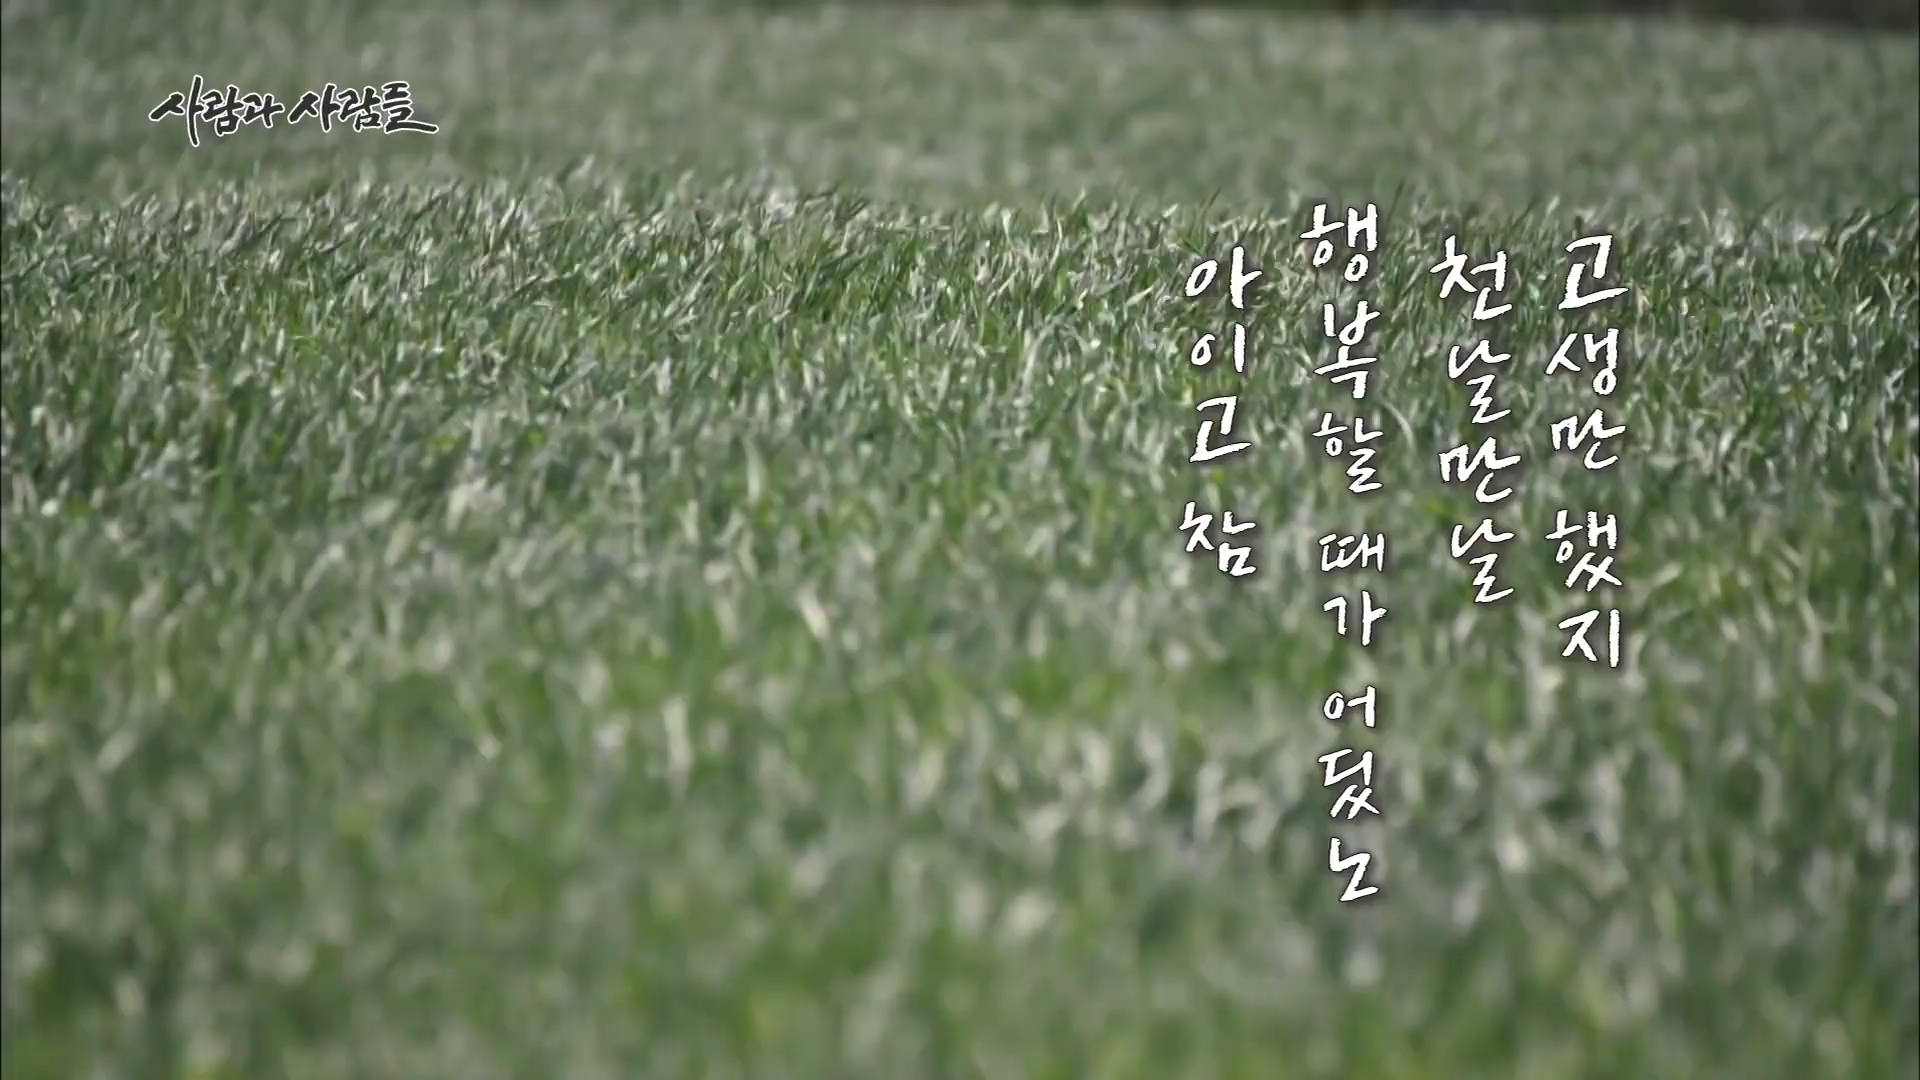 사람과 사람들
고생만 했지
천날만날
행복할 때가 어딨노
아이고 참